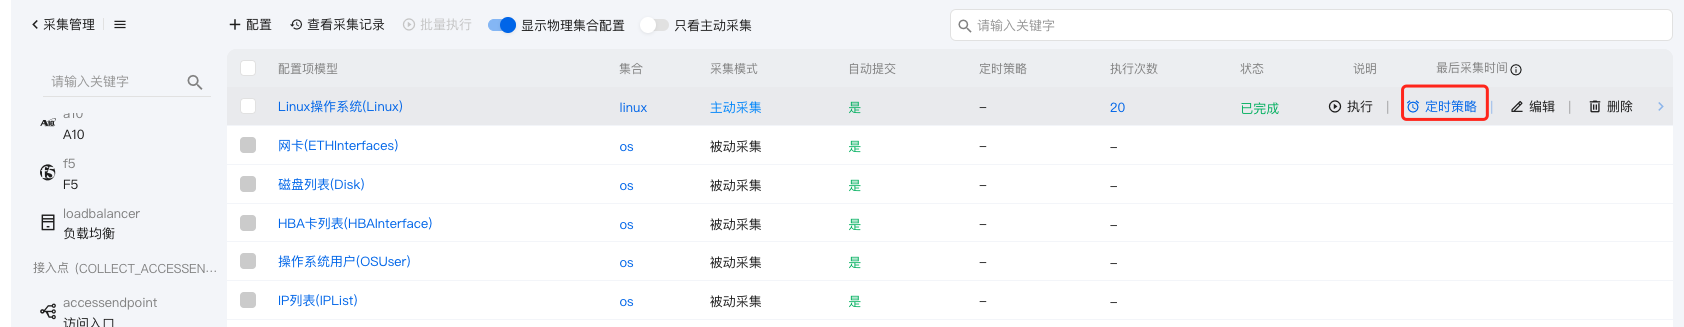 采集管理
配置
查看采集记录
批量执行
显示物理集合配置
只看主动采集
请输入关键字
请输入关键字
a10
A10
f5
F5
loadbalancer
负载均衡
接入点 (COLLECT_ACCESSEN...
accessendpoint
访问入口
配置项模型 集合 采集模式 自动提交 定时策略 执行次数 状态 说明 最后采集时间
Linux操作系统(Linux) linux 主动采集 是 – 20 已完成 执行 | 定时策略 | 编辑 | 删除
网卡(ETHInterfaces) os 被动采集 是 – –
磁盘列表(Disk) os 被动采集 是 – –
HBA卡列表(HBAInterface) os 被动采集 是 – –
操作系统用户(OSUser) os 被动采集 是 – –
IP列表(IPList) os 被动采集 是 – –